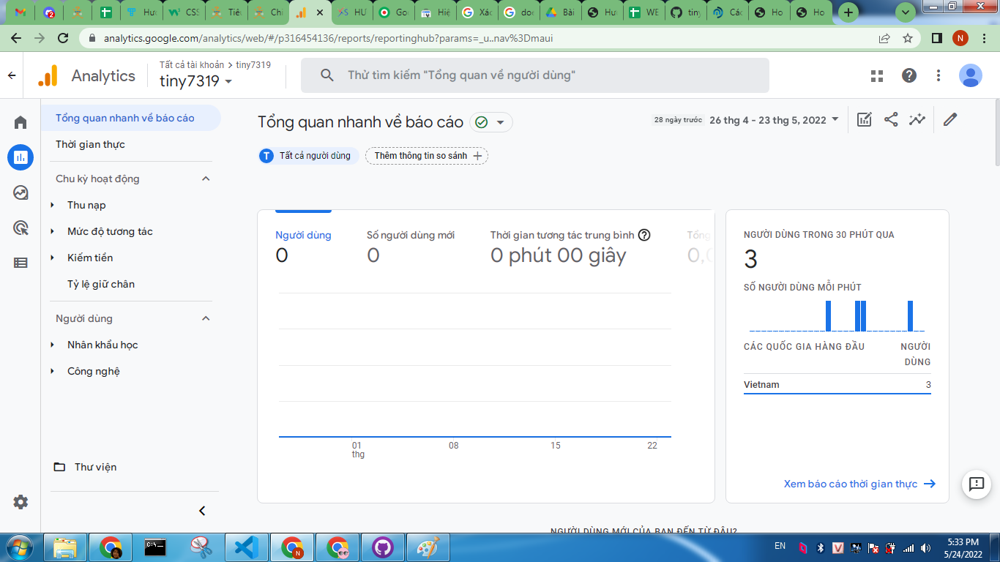 2
Hướ
CSS
Tiểu
Chi
HU
Go
Hiệ
Xác
doc
Bài
Hư
WE
tiny
Các
Ho
Ho
analytics.google.com/analytics/web/#/p316454136/reports/reportinghub?params=_u..nav%3Dmaui
N
Analytics
Tất cả tài khoản > tiny7319
tiny7319
Thử tìm kiếm "Tổng quan về người dùng"
Tổng quan nhanh về báo cáo
Thời gian thực
Chu kỳ hoạt động
Thu nạp
Mức độ tương tác
Kiếm tiền
Tỷ lệ giữ chân
Người dùng
Nhân khẩu học
Công nghệ
Thư viện
Tổng quan nhanh về báo cáo
28 ngày trước 26 thg 4 - 23 thg 5, 2022
T Tất cả người dùng
Thêm thông tin so sánh +
Người dùng
0
Số người dùng mới
0
Thời gian tương tác trung bình
0 phút 00 giây
Tổng
0,0
01
thg
08
15
22
NGƯỜI DÙNG TRONG 30 PHÚT QUA
3
SỐ NGƯỜI DÙNG MỖI PHÚT
CÁC QUỐC GIA HÀNG ĐẦU
NGƯỜI
DÙNG
Vietnam 3
Xem báo cáo thời gian thực
NGƯỜI DÙNG MỚI CỦA BẠN ĐẾN TỪ ĐÂU?
C:\
N
EN
V
5:33 PM
5/24/2022